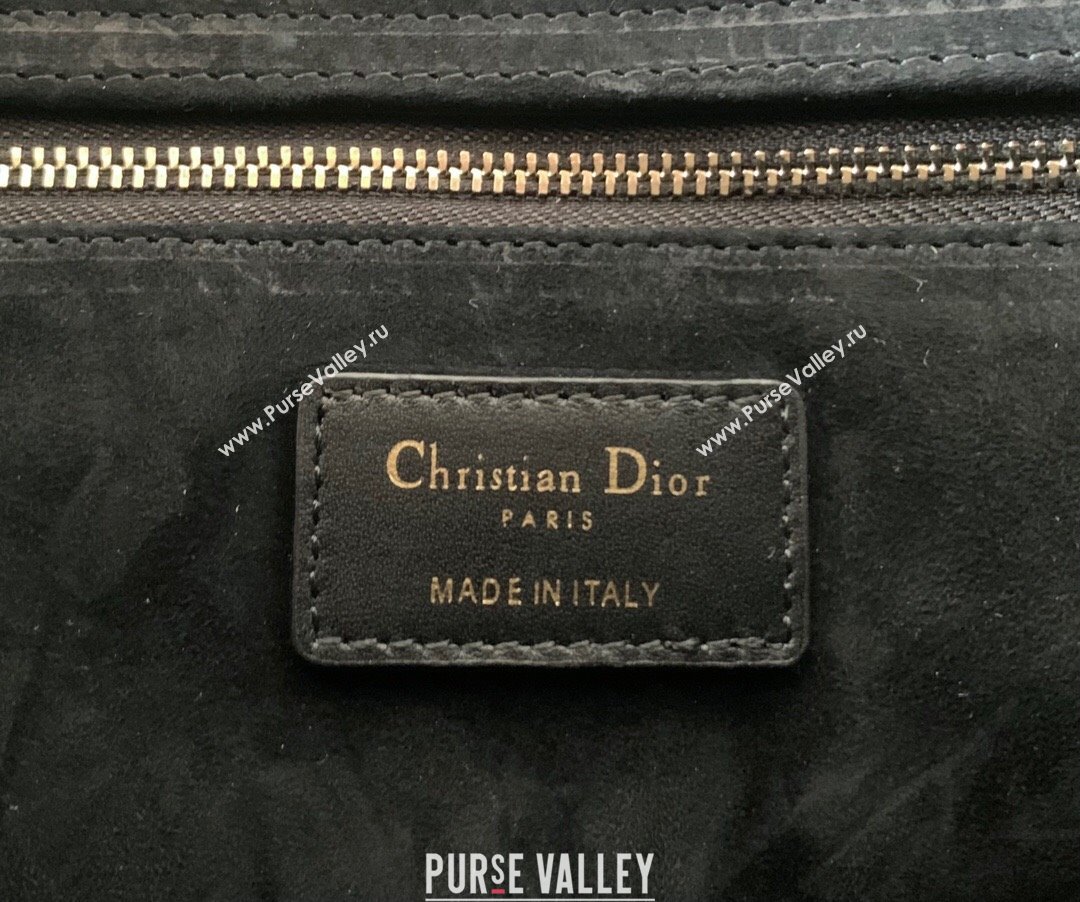 www.PurseValley.ru
www.PurseValley.ru
Christian Dior
PARIS
MADE IN ITALY
PURSE VALLEY